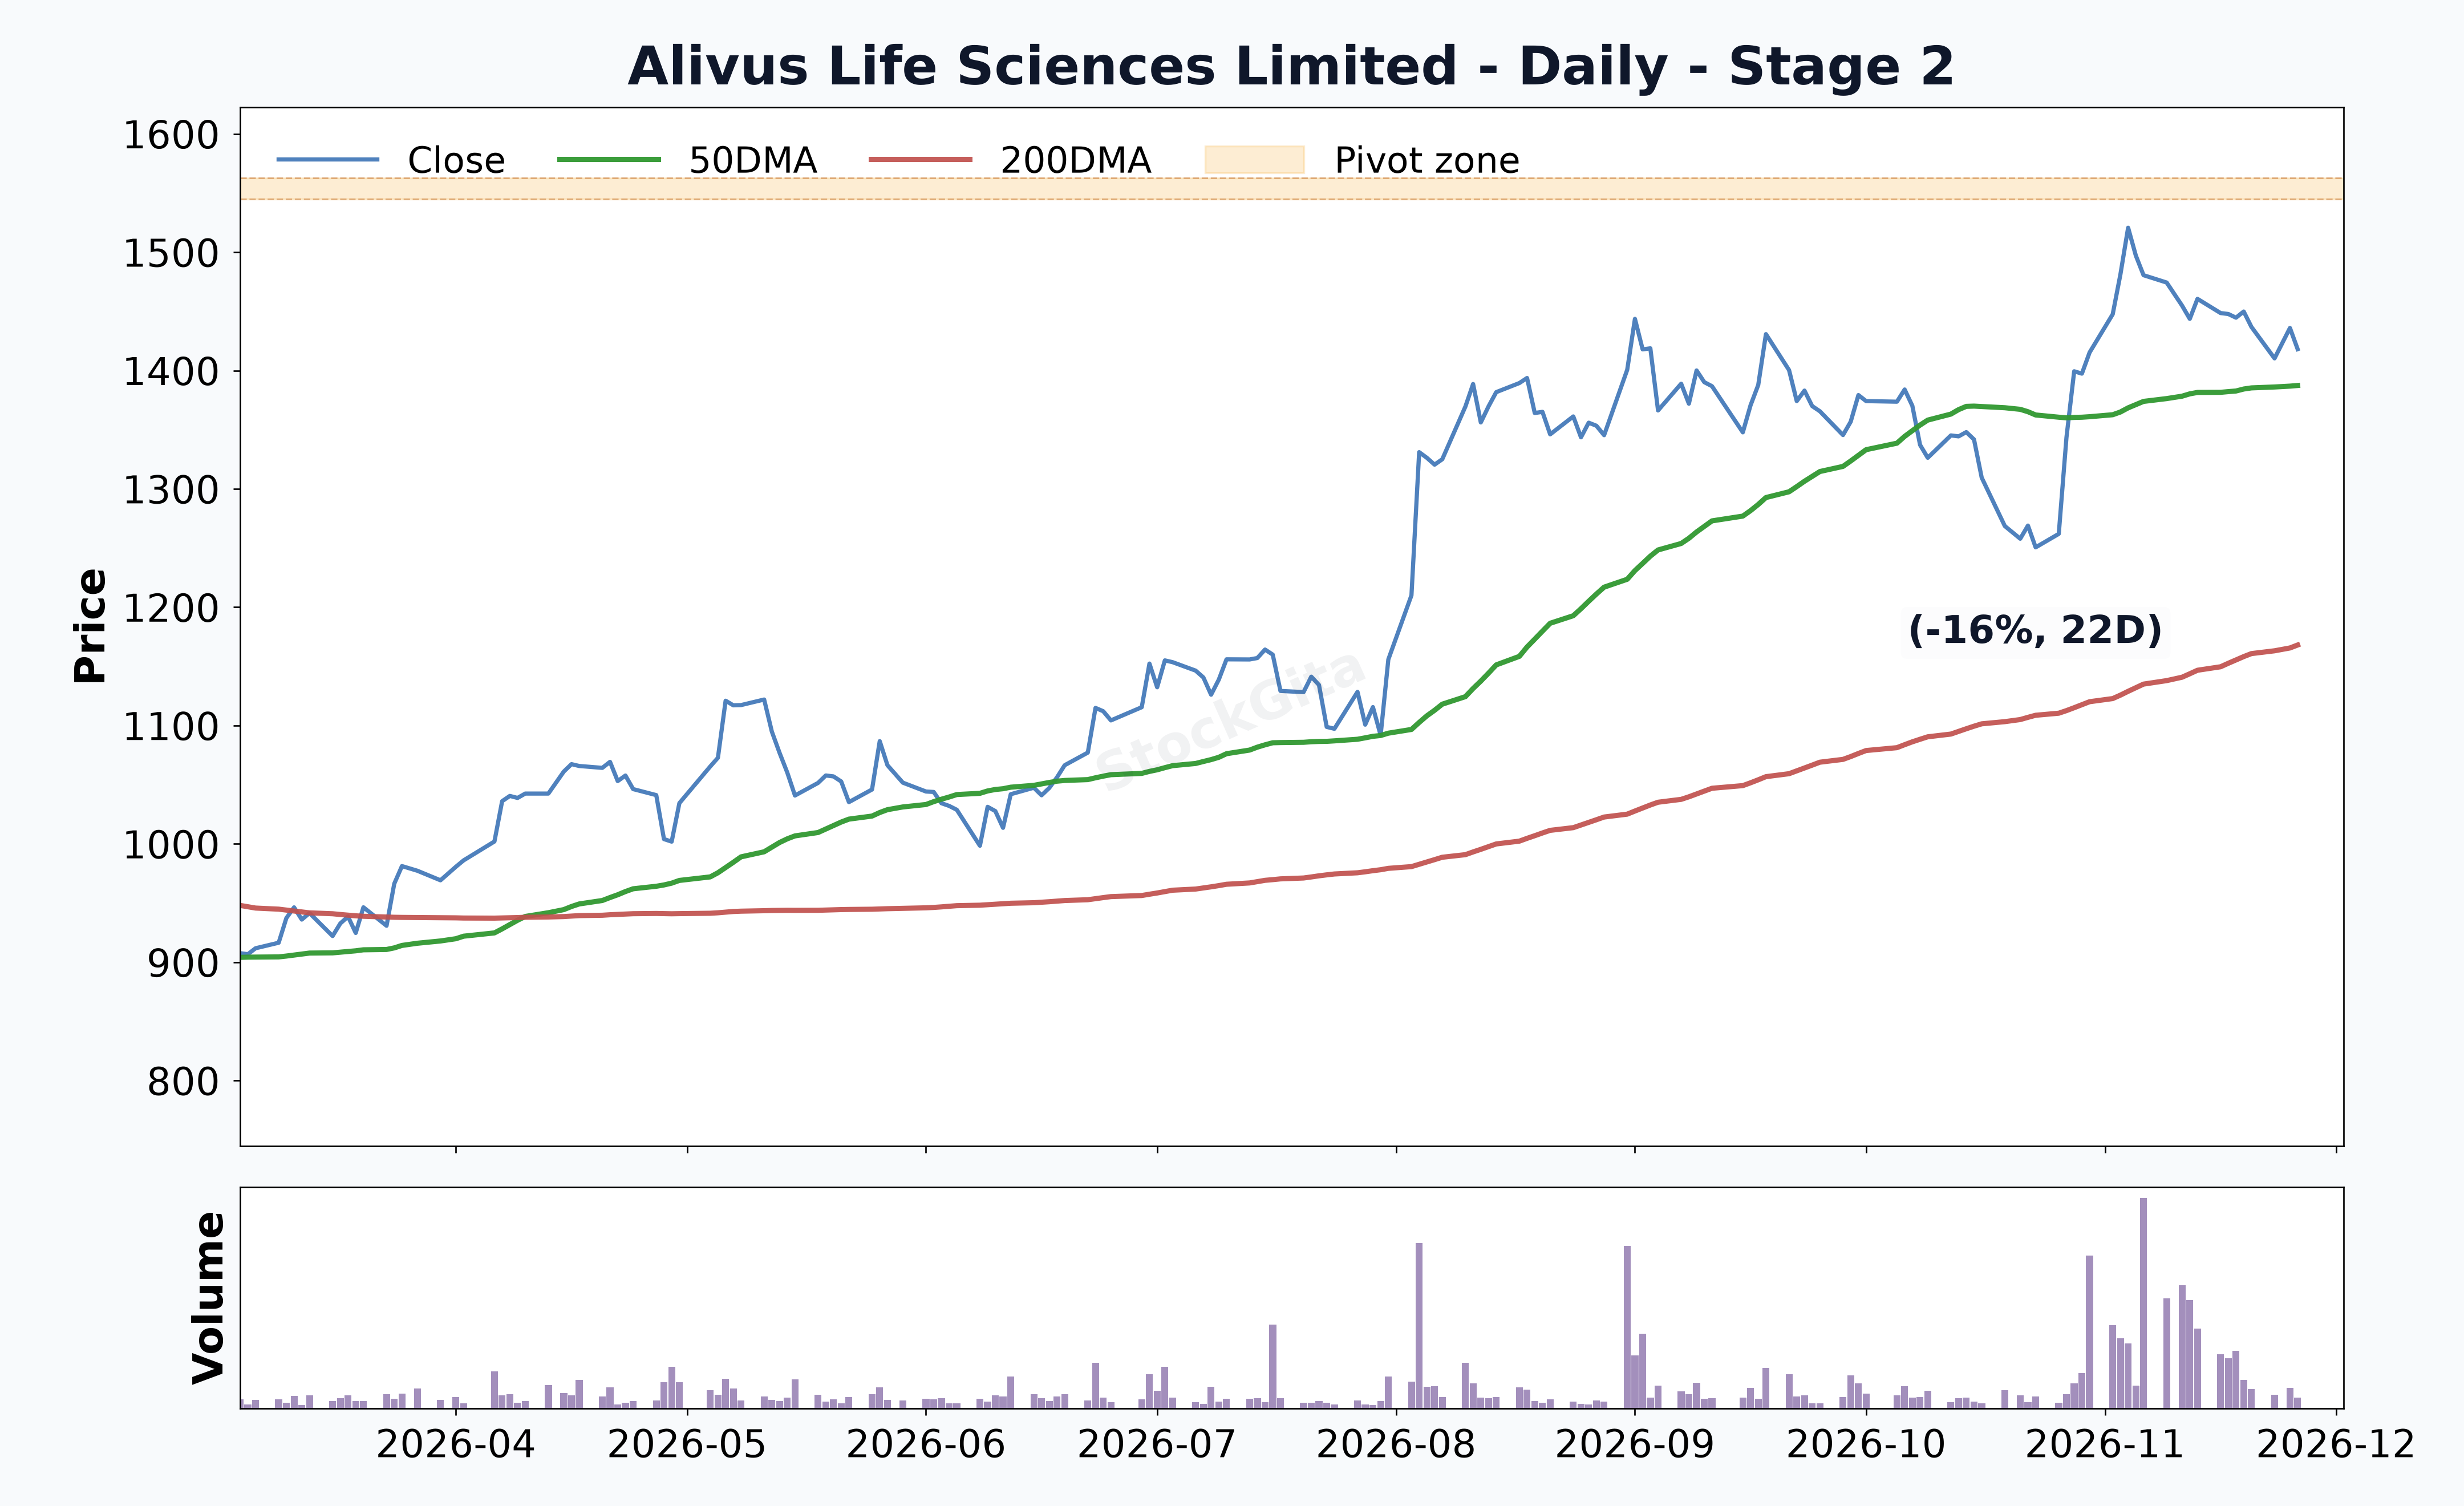 Alivus Life Sciences Limited - Daily - Stage 2
1600
Close 50DMA 200DMA Pivot zone
1500
1400
1300
1200
(-16%, 22D)
Price
StockGita
1100
1000
900
800
Volume
2026-04 2026-05 2026-06 2026-07 2026-08 2026-09 2026-10 2026-11 2026-12